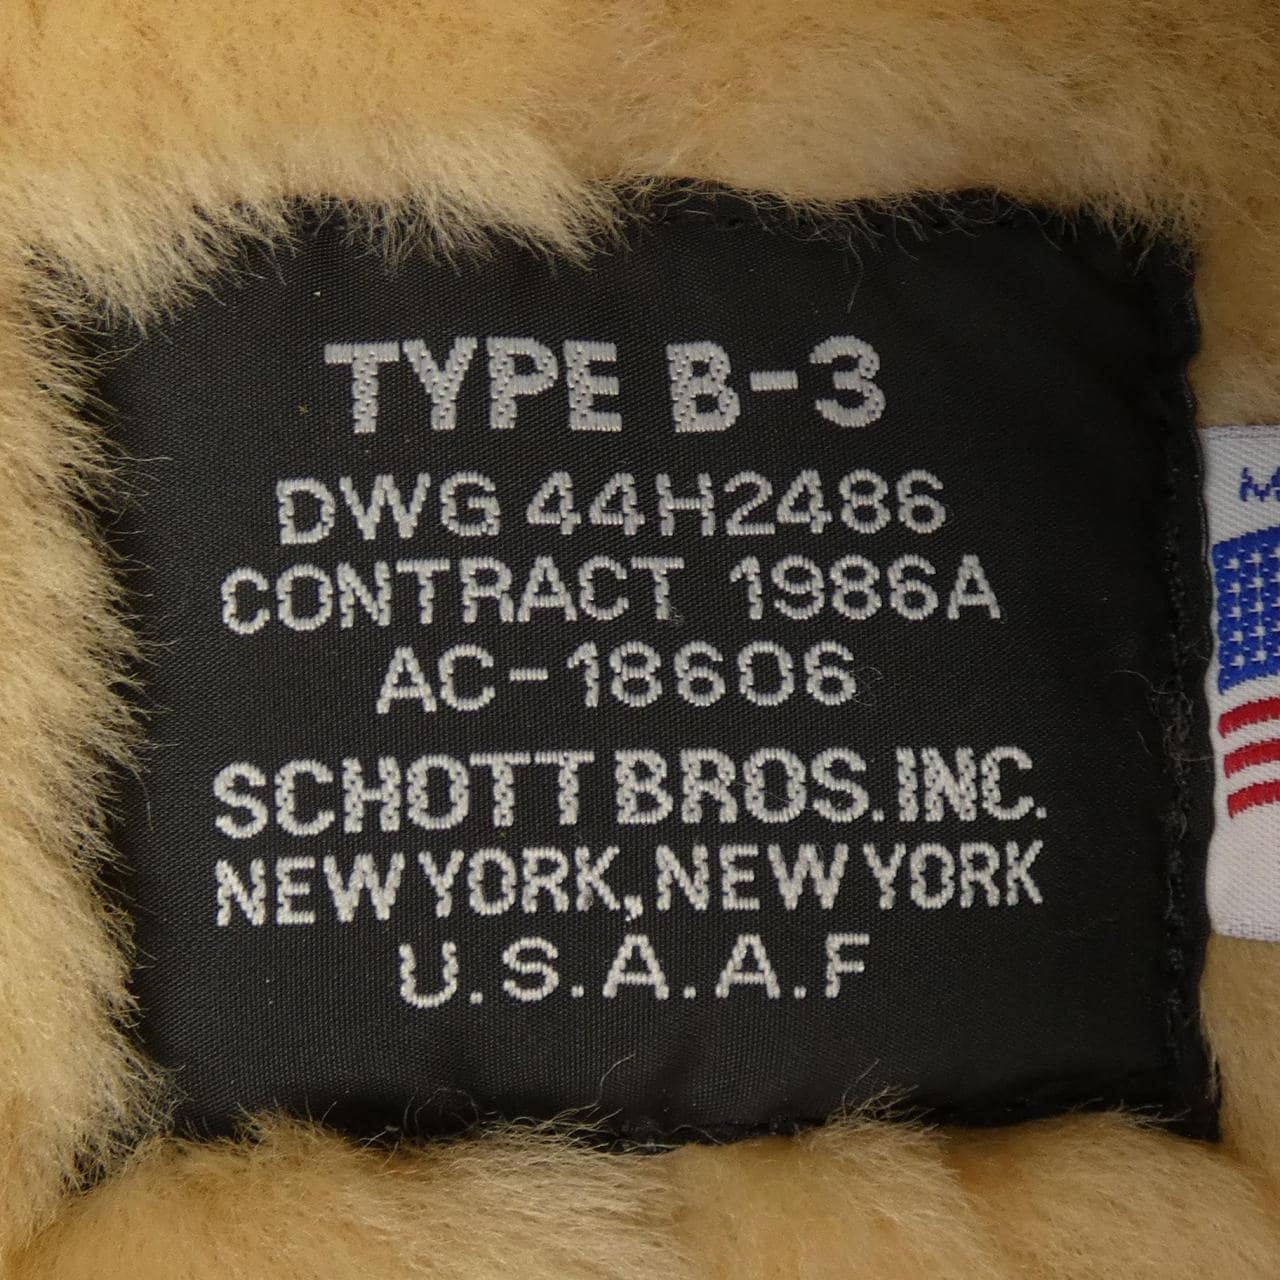 TYPE B-3
DWG 44H2486
CONTRACT 1986A
AC-18606
SCHOTT BROS. INC.
NEW YORK, NEW YORK
U.S.A.A.F